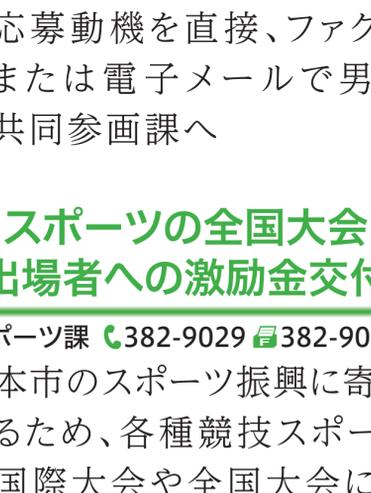 応募動機を直接、ファク
または電子メールで男
共同参画課へ
スポーツの全国大会
出場者への激励金交付
ポーツ課 382-9029 382-90
本市のスポーツ振興に寄
るため、各種競技スポー
国際大会や全国大会に